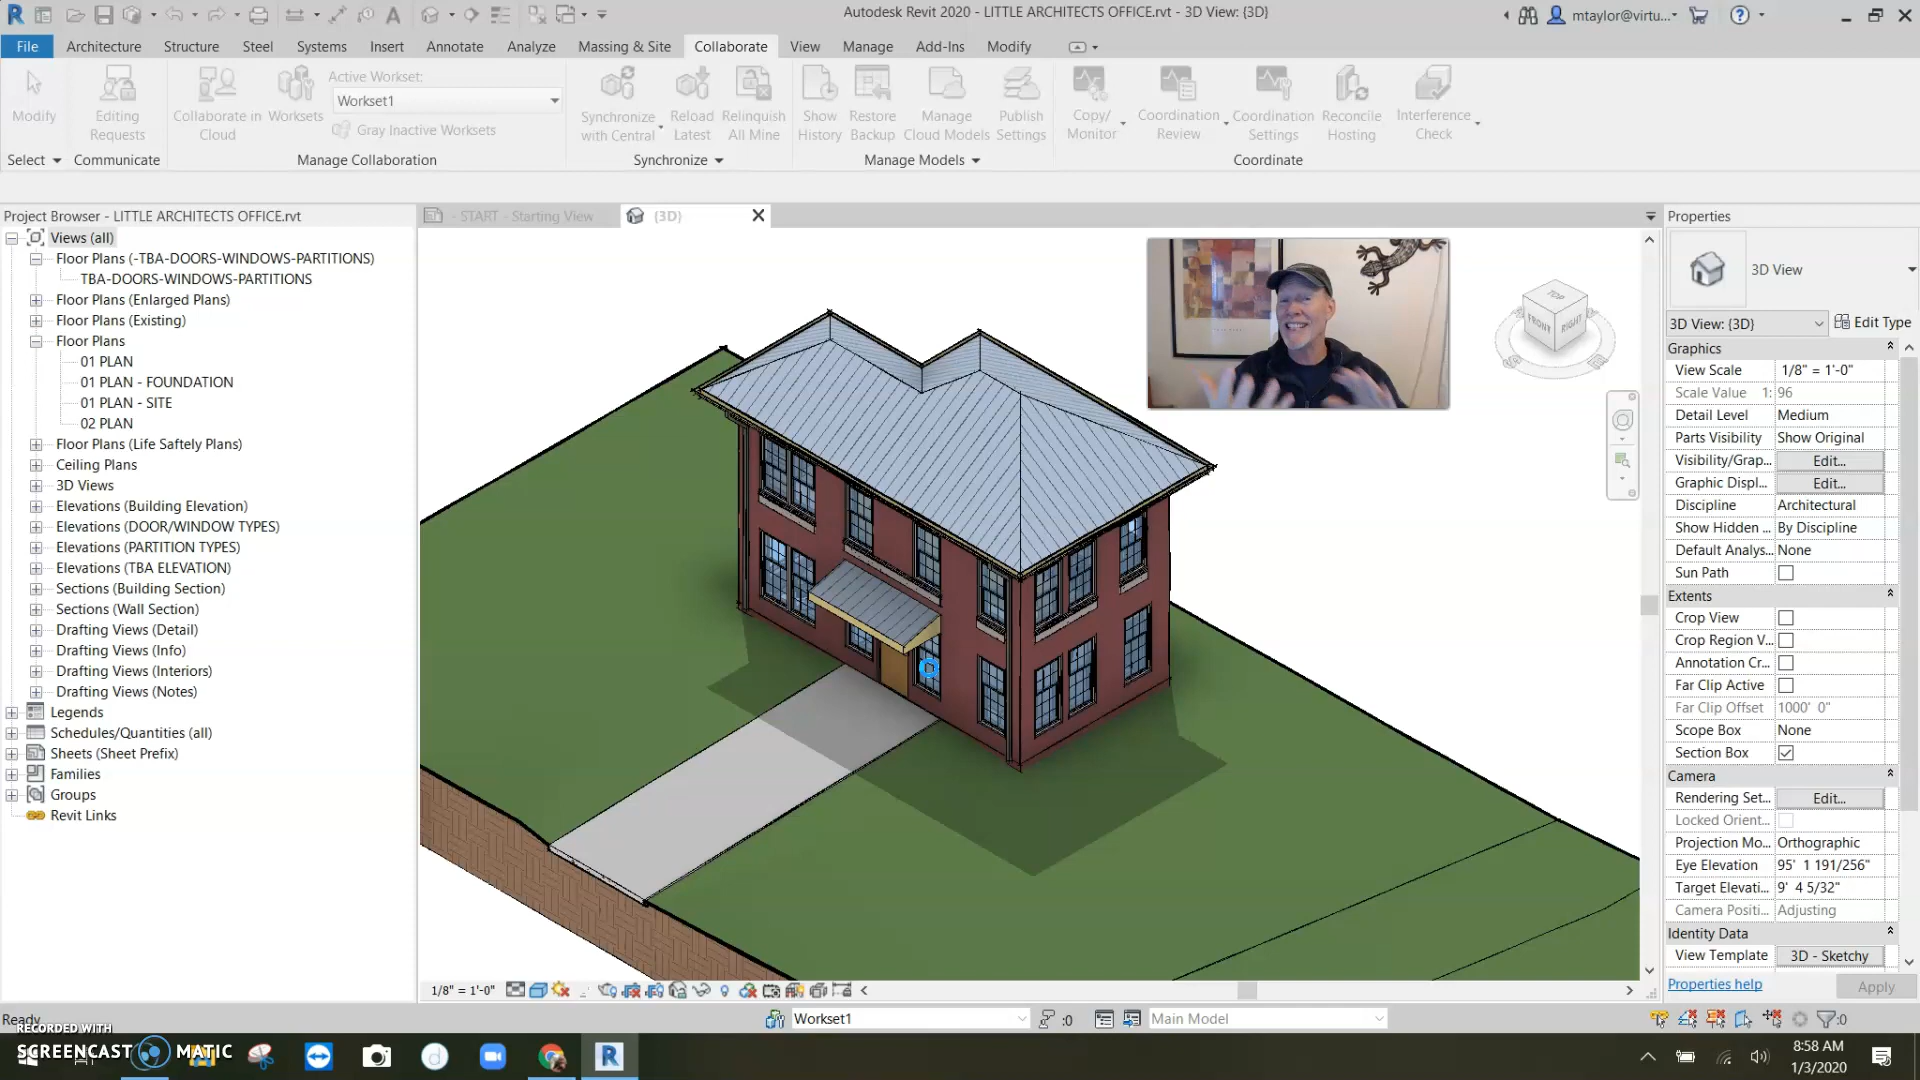 Autodesk Revit 2020 - LITTLE ARCHITECTS OFFICE.rvt - 3D View: {3D}
mtaylor@virtu...
File Architecture Structure Steel Systems Insert Annotate Analyze Massing & Site Collaborate View Manage Add-Ins Modify
Modify
Editing Requests
Collaborate in Cloud
Worksets
Active Workset:
Workset1
Gray Inactive Worksets
Synchronize with Central
Reload Latest
Relinquish All Mine
Show History
Restore Backup
Manage Cloud Models
Publish Settings
Copy/ Monitor
Coordination Review
Coordination Settings
Reconcile Hosting
Interference Check
Select Communicate Manage Collaboration Synchronize Manage Models Coordinate
Project Browser - LITTLE ARCHITECTS OFFICE.rvt
Views (all)
Floor Plans (-TBA-DOORS-WINDOWS-PARTITIONS)
TBA-DOORS-WINDOWS-PARTITIONS
Floor Plans (Enlarged Plans)
Floor Plans (Existing)
Floor Plans
01 PLAN
01 PLAN - FOUNDATION
01 PLAN - SITE
02 PLAN
Floor Plans (Life Saftely Plans)
Ceiling Plans
3D Views
Elevations (Building Elevation)
Elevations (DOOR/WINDOW TYPES)
Elevations (PARTITION TYPES)
Elevations (TBA ELEVATION)
Sections (Building Section)
Sections (Wall Section)
Drafting Views (Detail)
Drafting Views (Info)
Drafting Views (Interiors)
Drafting Views (Notes)
Legends
Schedules/Quantities (all)
Sheets (Sheet Prefix)
Families
Groups
Revit Links
- START - Starting View
{3D}
TOP
FRONT
RIGHT
Properties
3D View
3D View: {3D} Edit Type
Graphics
View Scale 1/8" = 1'-0"
Scale Value 1: 96
Detail Level Medium
Parts Visibility Show Original
Visibility/Grap... Edit...
Graphic Displ... Edit...
Discipline Architectural
Show Hidden ... By Discipline
Default Analys... None
Sun Path
Extents
Crop View
Crop Region V...
Annotation Cr...
Far Clip Active
Far Clip Offset 1000' 0"
Scope Box None
Section Box
Camera
Rendering Set... Edit...
Locked Orient...
Projection Mo... Orthographic
Eye Elevation 95' 1 191/256"
Target Elevati... 9' 4 5/32"
Camera Positi... Adjusting
Identity Data
View Template 3D - Sketchy
Properties help Apply
1/8" = 1'-0"
Ready
Workset1
:0
Main Model
:0
RECORDED WITH
SCREENCAST MATIC
8:58 AM
1/3/2020